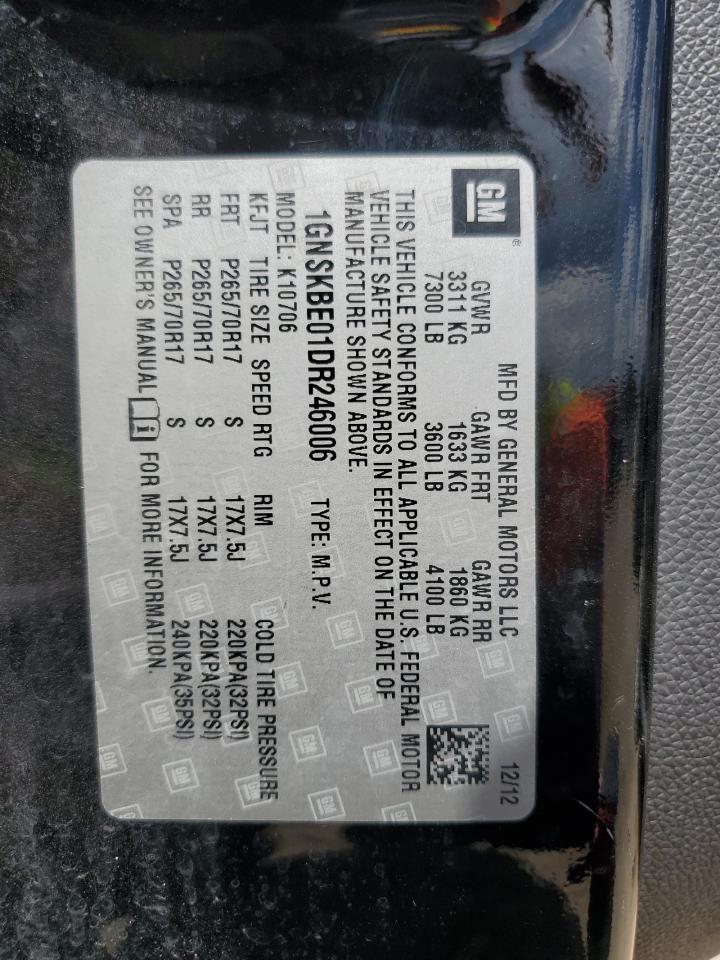 GM®
MFD BY GENERAL MOTORS LLC 12/12
GVWR GAWR FRT GAWR RR
3311 KG 1633 KG 1860 KG
7300 LB 3600 LB 4100 LB
THIS VEHICLE CONFORMS TO ALL APPLICABLE U.S. FEDERAL MOTOR
VEHICLE SAFETY STANDARDS IN EFFECT ON THE DATE OF
MANUFACTURE SHOWN ABOVE.
1GNSKBE01DR246006 TYPE: M.P.V.
MODEL: K10706
KFJT TIRE SIZE SPEED RTG RIM COLD TIRE PRESSURE
FRT P265/70R17 S 17X7.5J 220KPA(32PSI)
RR P265/70R17 S 17X7.5J 220KPA(32PSI)
SPA P265/70R17 S 17X7.5J 240KPA(35PSI)
SEE OWNER'S MANUAL i FOR MORE INFORMATION.